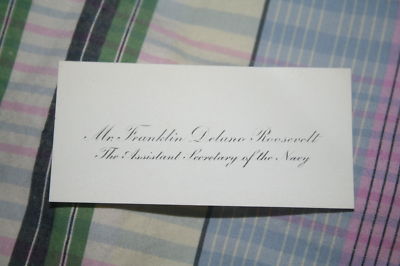 Mr. Franklin Delano Roosevelt
The Assistant Secretary of the Navy